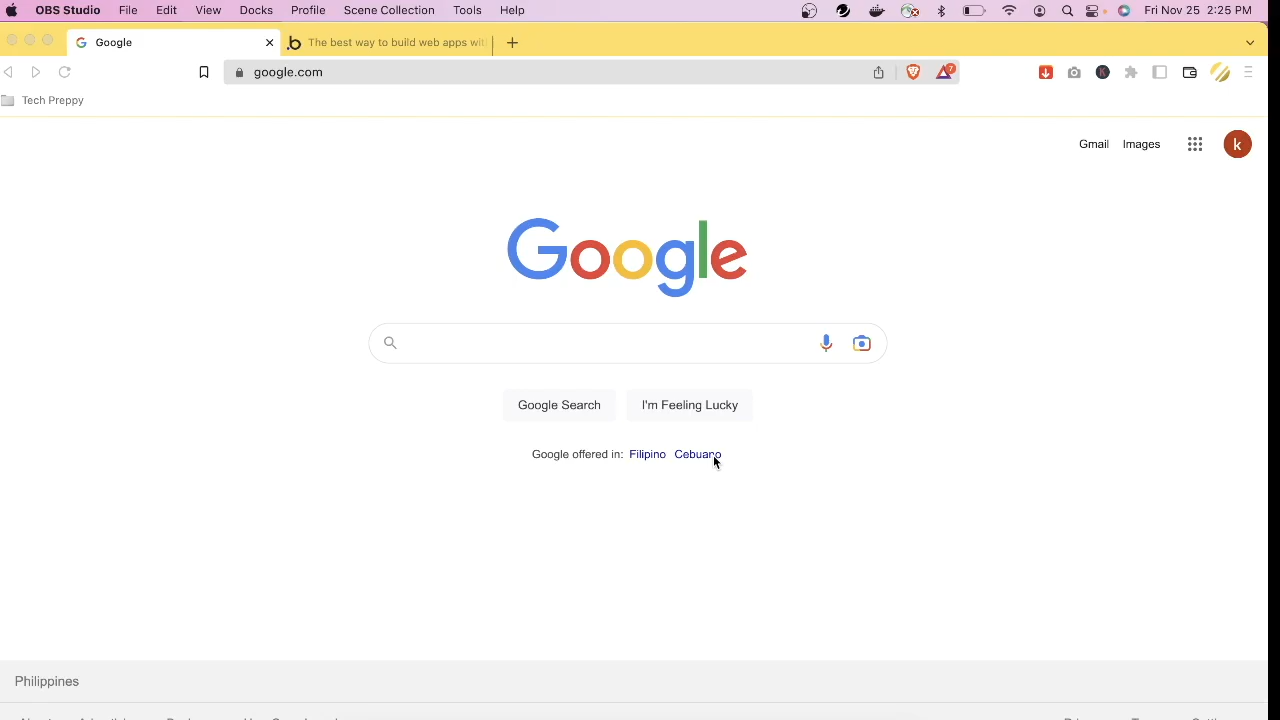 OBS Studio File Edit View Docks Profile Scene Collection Tools Help Fri Nov 25 2:25 PM
Google The best way to build web apps wit
google.com 7
Tech Preppy
Gmail Images k
Google
Google Search I'm Feeling Lucky
Google offered in: Filipino Cebuano
Philippines